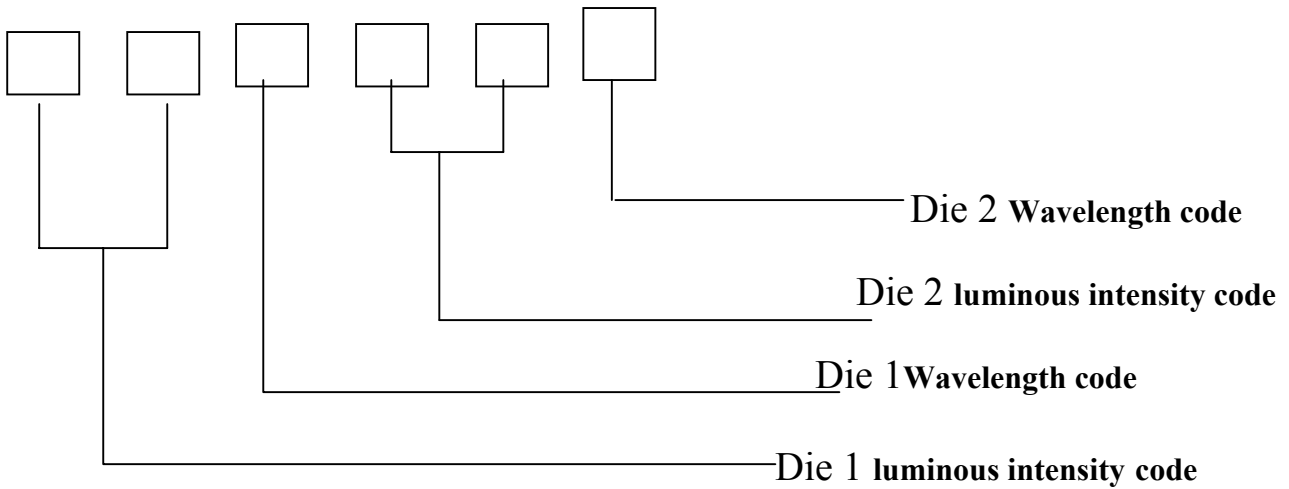 Die 2 Wavelength code
Die 2 luminous intensity code
Die 1Wavelength code
Die 1 luminous intensity code